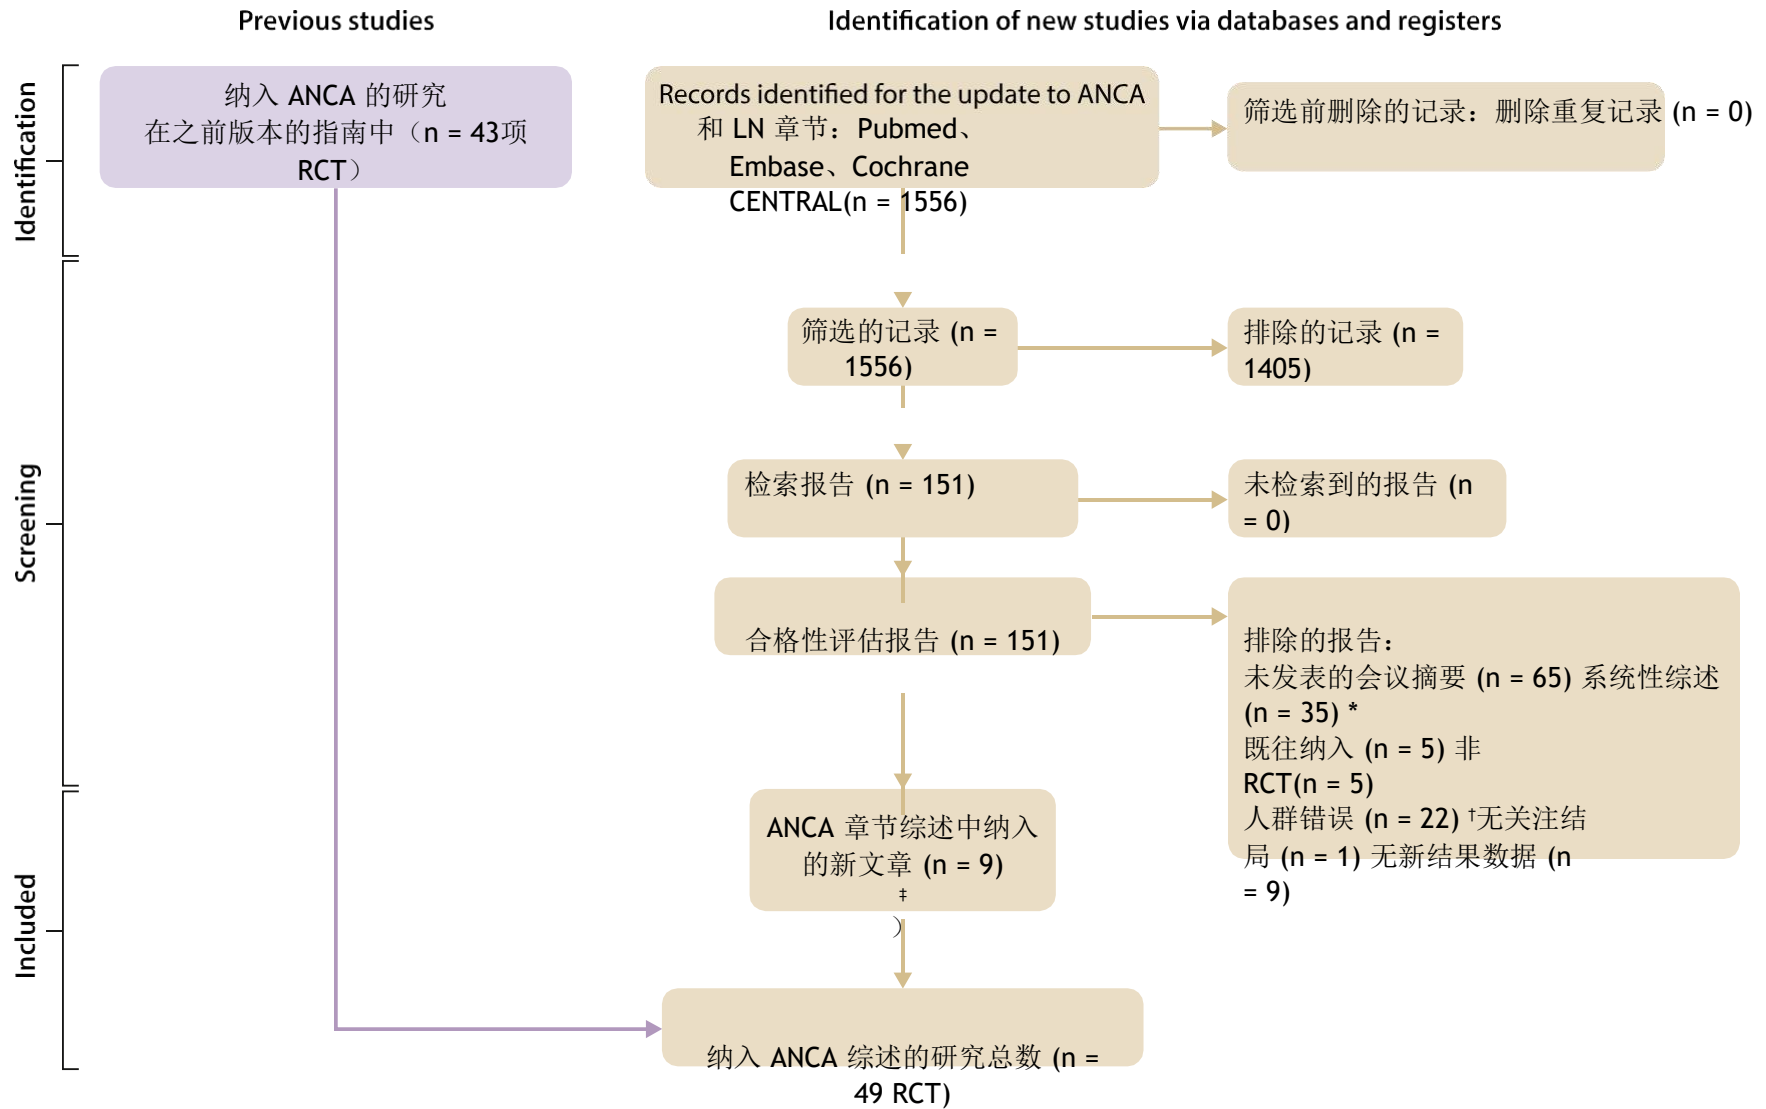 Previous studies
Identification of new studies via databases and registers
Identification
纳入 ANCA 的研究
在之前版本的指南中（n = 43项
RCT）
Records identified for the update to ANCA
和 LN 章节：Pubmed、
Embase、Cochrane
CENTRAL(n = 1556)
筛选前删除的记录：删除重复记录 (n = 0)
Screening
筛选的记录 (n =
1556)
排除的记录 (n =
1405)
检索报告 (n = 151)
未检索到的报告 (n
= 0)
合格性评估报告 (n = 151)
排除的报告：
未发表的会议摘要 (n = 65) 系统性综述
(n = 35) *
既往纳入 (n = 5) 非
RCT(n = 5)
人群错误 (n = 22) †无关注结
局 (n = 1) 无新结果数据 (n
= 9)
Included
ANCA 章节综述中纳入
的新文章 (n = 9)
‡
）
纳入 ANCA 综述的研究总数 (n =
49 RCT)